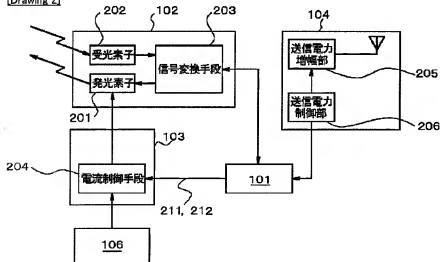 [Drawing 2]
202
102
203
104
受光素子
発光素子
信号変換手段
送信電力
増幅部
205
送信電力
制御部
206
201
103
204
電流制御手段
101
211, 212
106